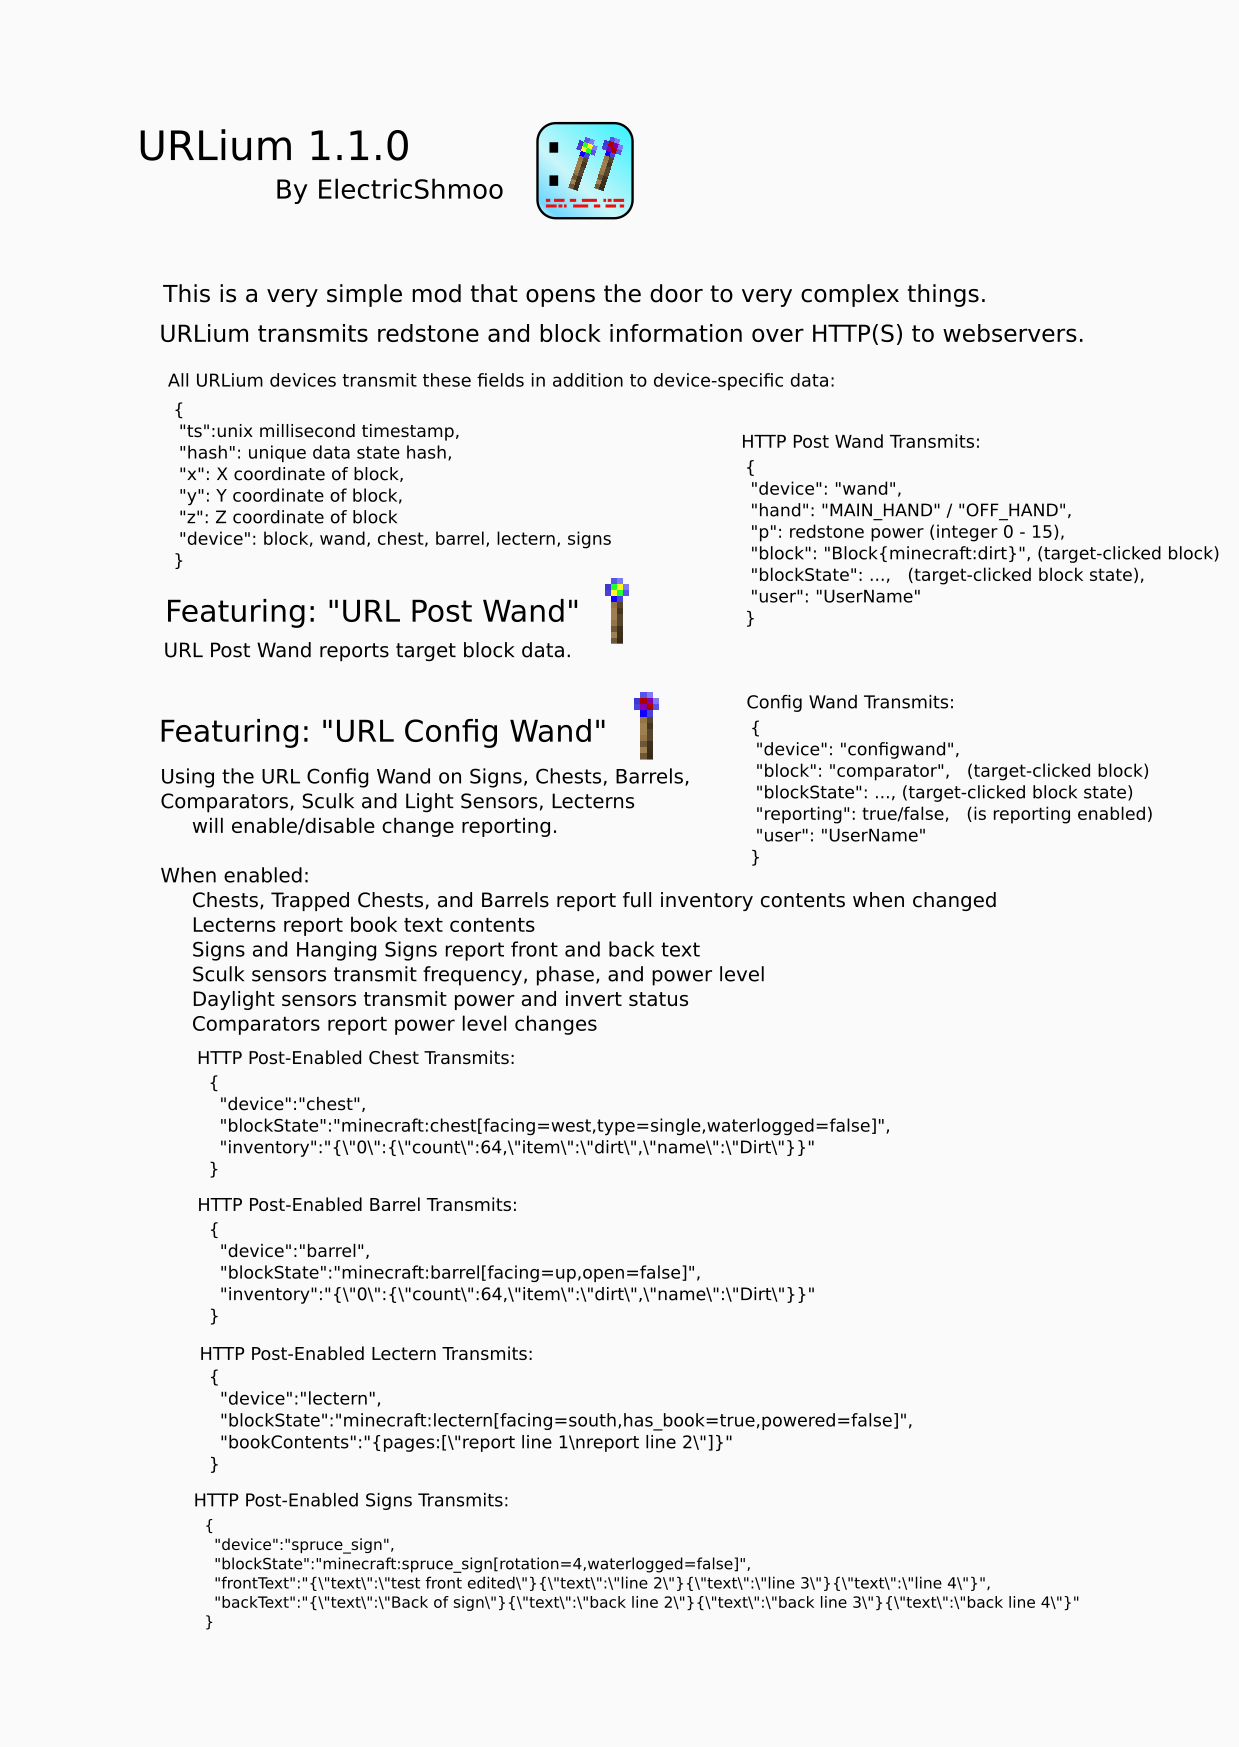 URLium 1.1.0
By ElectricShmoo
This is a very simple mod that opens the door to very complex things.
URLium transmits redstone and block information over HTTP(S) to webservers.
All URLium devices transmit these fields in addition to device-specific data:
{
"ts":unix millisecond timestamp,
"hash": unique data state hash,
"x": X coordinate of block,
"y": Y coordinate of block,
"z": Z coordinate of block
"device": block, wand, chest, barrel, lectern, signs
}
HTTP Post Wand Transmits:
{
"device": "wand",
"hand": "MAIN_HAND" / "OFF_HAND",
"p": redstone power (integer 0 - 15),
"block": "Block{minecraft:dirt}", (target-clicked block)
"blockState": ...,   (target-clicked block state),
"user": "UserName"
}
Featuring: "URL Post Wand"
URL Post Wand reports target block data.
Featuring: "URL Config Wand"
Using the URL Config Wand on Signs, Chests, Barrels,
Comparators, Sculk and Light Sensors, Lecterns
will enable/disable change reporting.
Config Wand Transmits:
{
"device": "configwand",
"block": "comparator",   (target-clicked block)
"blockState": ..., (target-clicked block state)
"reporting": true/false,   (is reporting enabled)
"user": "UserName"
}
When enabled:
Chests, Trapped Chests, and Barrels report full inventory contents when changed
Lecterns report book text contents
Signs and Hanging Signs report front and back text
Sculk sensors transmit frequency, phase, and power level
Daylight sensors transmit power and invert status
Comparators report power level changes
HTTP Post-Enabled Chest Transmits:
{
"device":"chest",
"blockState":"minecraft:chest[facing=west,type=single,waterlogged=false]",
"inventory":"{\"0\":{\"count\":64,\"item\":\"dirt\",\"name\":\"Dirt\"}}"
}
HTTP Post-Enabled Barrel Transmits:
{
"device":"barrel",
"blockState":"minecraft:barrel[facing=up,open=false]",
"inventory":"{\"0\":{\"count\":64,\"item\":\"dirt\",\"name\":\"Dirt\"}}"
}
HTTP Post-Enabled Lectern Transmits:
{
"device":"lectern",
"blockState":"minecraft:lectern[facing=south,has_book=true,powered=false]",
"bookContents":"{pages:[\"report line 1\nreport line 2\"]}"
}
HTTP Post-Enabled Signs Transmits:
{
"device":"spruce_sign",
"blockState":"minecraft:spruce_sign[rotation=4,waterlogged=false]",
"frontText":"{\"text\":\"test front edited\"}{\"text\":\"line 2\"}{\"text\":\"line 3\"}{\"text\":\"line 4\"}",
"backText":"{\"text\":\"Back of sign\"}{\"text\":\"back line 2\"}{\"text\":\"back line 3\"}{\"text\":\"back line 4\"}"
}